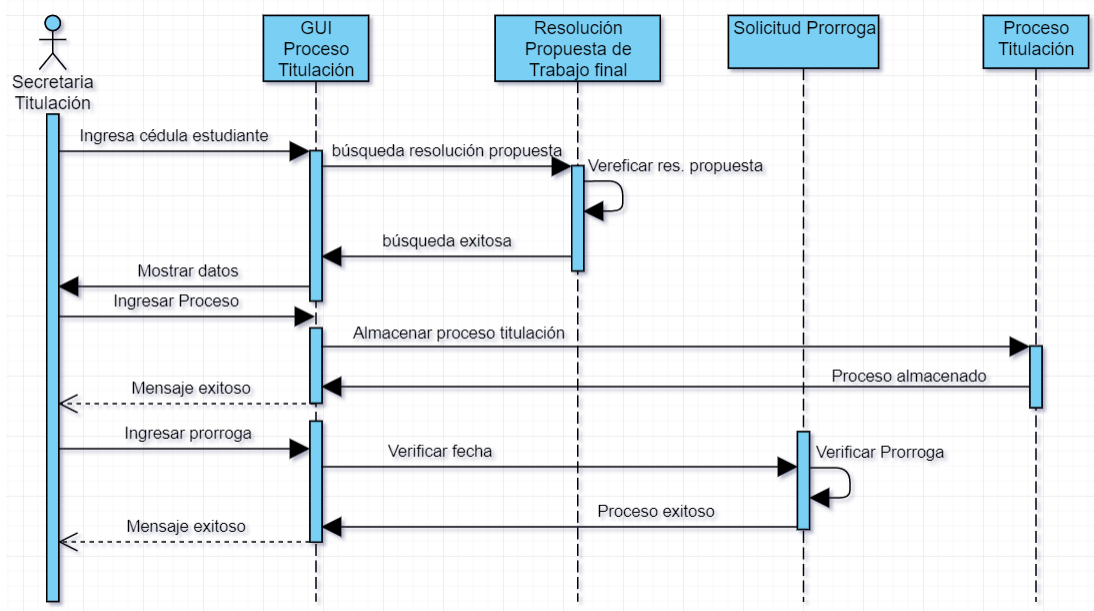 GUI
Proceso
Titulación
Resolución
Propuesta de
Trabajo final
Solicitud Prorroga
Proceso
Titulación
Secretaria
Titulación
Ingresa cédula estudiante
búsqueda resolución propuesta
Vereficar res. propuesta
búsqueda exitosa
Mostrar datos
Ingresar Proceso
Almacenar proceso titulación
Proceso almacenado
Mensaje exitoso
Ingresar prorroga
Verificar fecha
Verificar Prorroga
Proceso exitoso
Mensaje exitoso